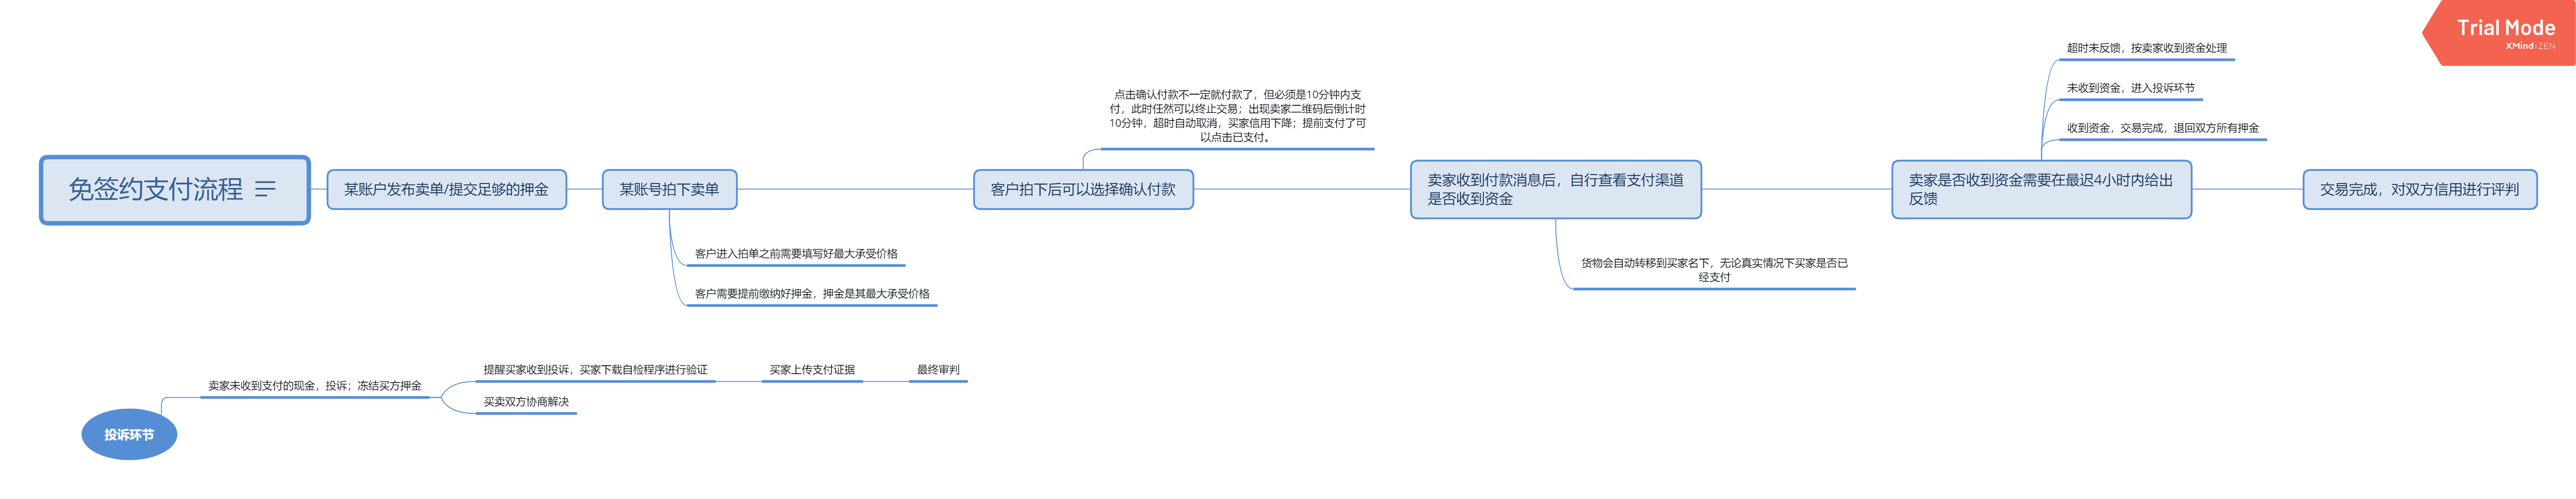 Trial Mode
XMind:ZEN
免签约支付流程
某账户发布卖单/提交足够的押金
某账号拍下卖单
客户进入拍单之前需要填写好最大承受价格
客户需要提前缴纳好押金，押金是其最大承受价格
点击确认付款不一定就付款了，但必须是10分钟内支
付，此时任然可以终止交易；出现卖家二维码后倒计时
10分钟，超时自动取消，买家信用下降；提前支付了可
以点击已支付。
客户拍下后可以选择确认付款
卖家收到付款消息后，自行查看支付渠道
是否收到资金
货物会自动转移到买家名下，无论真实情况下买家是否已
经支付
超时未反馈，按卖家收到资金处理
未收到资金，进入投诉环节
收到资金，交易完成，退回双方所有押金
卖家是否收到资金需要在最迟4小时内给出
反馈
交易完成，对双方信用进行评判
投诉环节
卖家未收到支付的现金，投诉；冻结买方押金
提醒买家收到投诉，买家下载自检程序进行验证
买家上传支付证据
最终审判
买卖双方协商解决